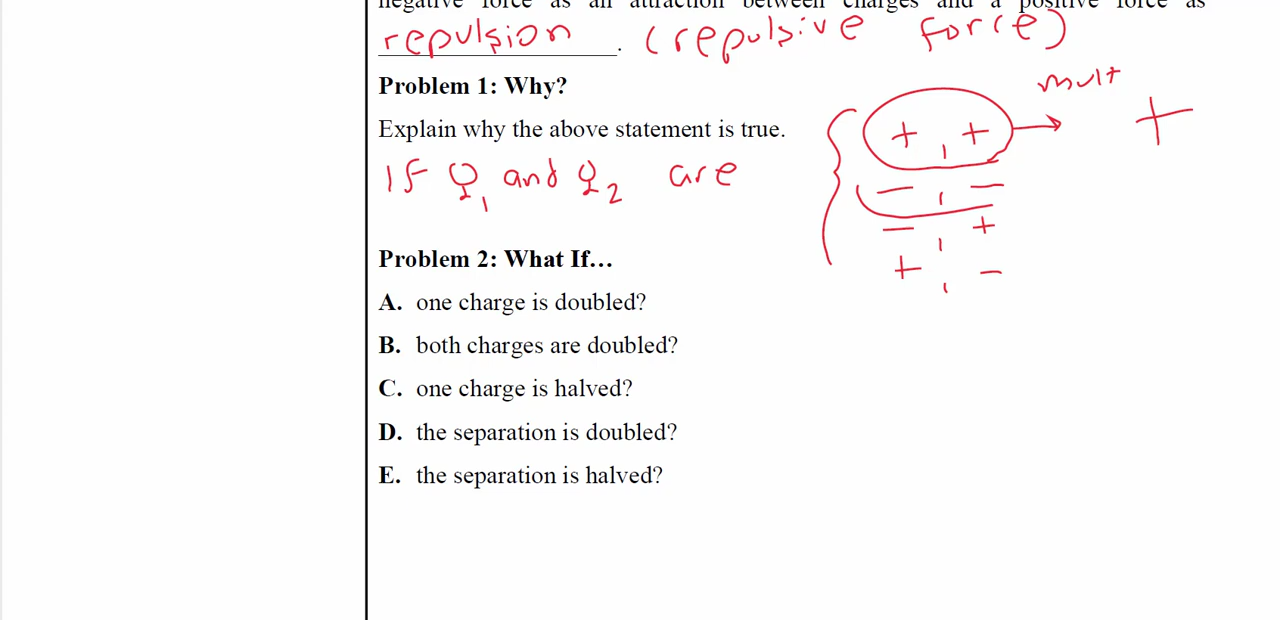 negative force as an attraction between charges and a positive force as
repulsion. (repulsive force)
Problem 1: Why?
mult
Explain why the above statement is true.
+ , + → +
If q1 and q2 are
- , -
- , +
+ , -
Problem 2: What If…
A. one charge is doubled?
B. both charges are doubled?
C. one charge is halved?
D. the separation is doubled?
E. the separation is halved?